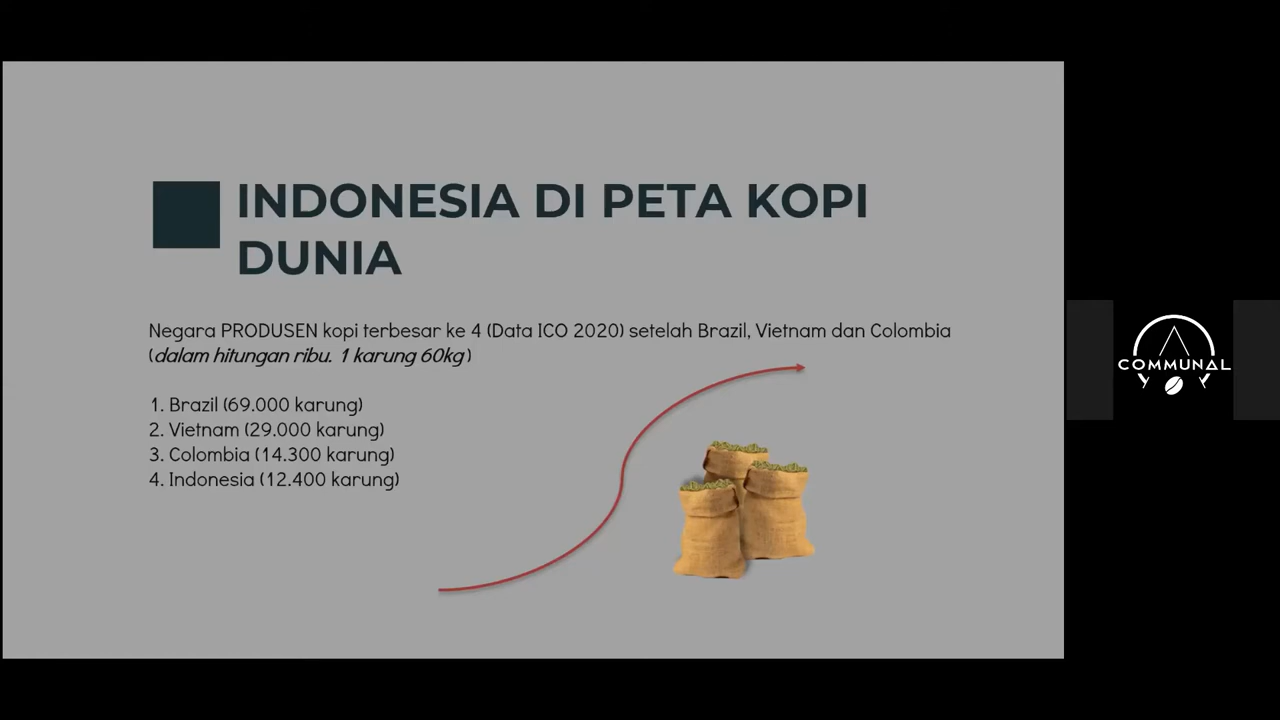 INDONESIA DI PETA KOPI
DUNIA
Negara PRODUSEN kopi terbesar ke 4 (Data ICO 2020) setelah Brazil, Vietnam dan Colombia
(dalam hitungan ribu. 1 karung 60kg)
1. Brazil (69.000 karung)
2. Vietnam (29.000 karung)
3. Colombia (14.300 karung)
4. Indonesia (12.400 karung)
COMMUNAL